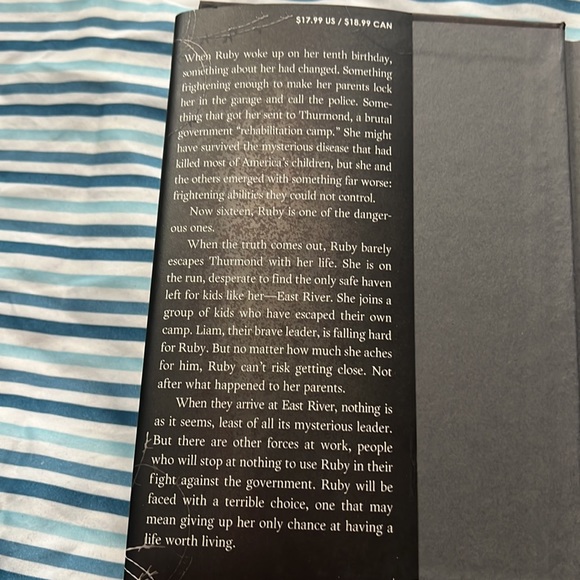 $17.99 US / $18.99 CAN
When Ruby woke up on her tenth birthday,
something about her had changed. Something
frightening enough to make her parents lock
her in the garage and call the police. Some-
thing that got her sent to Thurmond, a brutal
government "rehabilitation camp." She might
have survived the mysterious disease that had
killed most of America's children, but she and
the others emerged with something far worse:
frightening abilities they could not control.
Now sixteen, Ruby is one of the danger-
ous ones.
When the truth comes out, Ruby barely
escapes Thurmond with her life. She is on
the run, desperate to find the only safe haven
left for kids like her—East River. She joins a
group of kids who have escaped their own
camp. Liam, their brave leader, is falling hard
for Ruby. But no matter how much she aches
for him, Ruby can't risk getting close. Not
after what happened to her parents.
When they arrive at East River, nothing is
as it seems, least of all its mysterious leader.
But there are other forces at work, people
who will stop at nothing to use Ruby in their
fight against the government. Ruby will be
faced with a terrible choice, one that may
mean giving up her only chance at having a
life worth living.